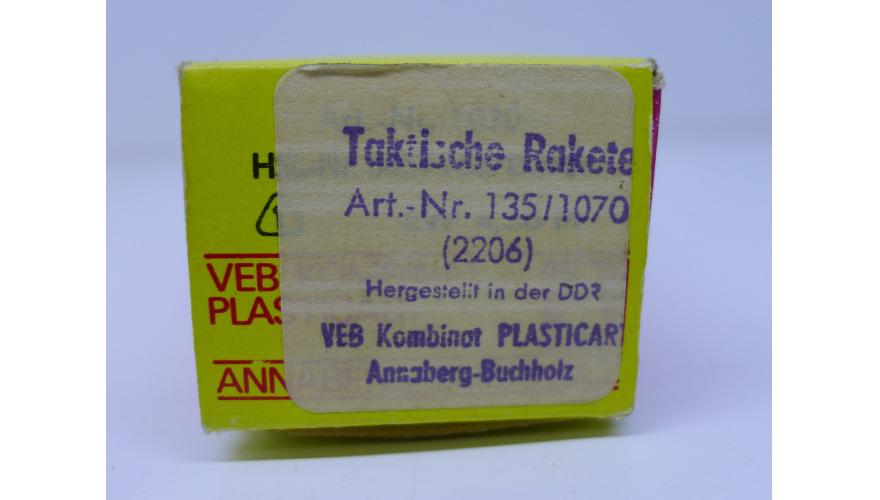 Taktische Rakete
Art.-Nr. 135/1070
(2206)
Hergestellt in der DDR
VEB Kombinat PLASTICART
Annaberg-Buchholz
H
VEB
PLAS
ANN